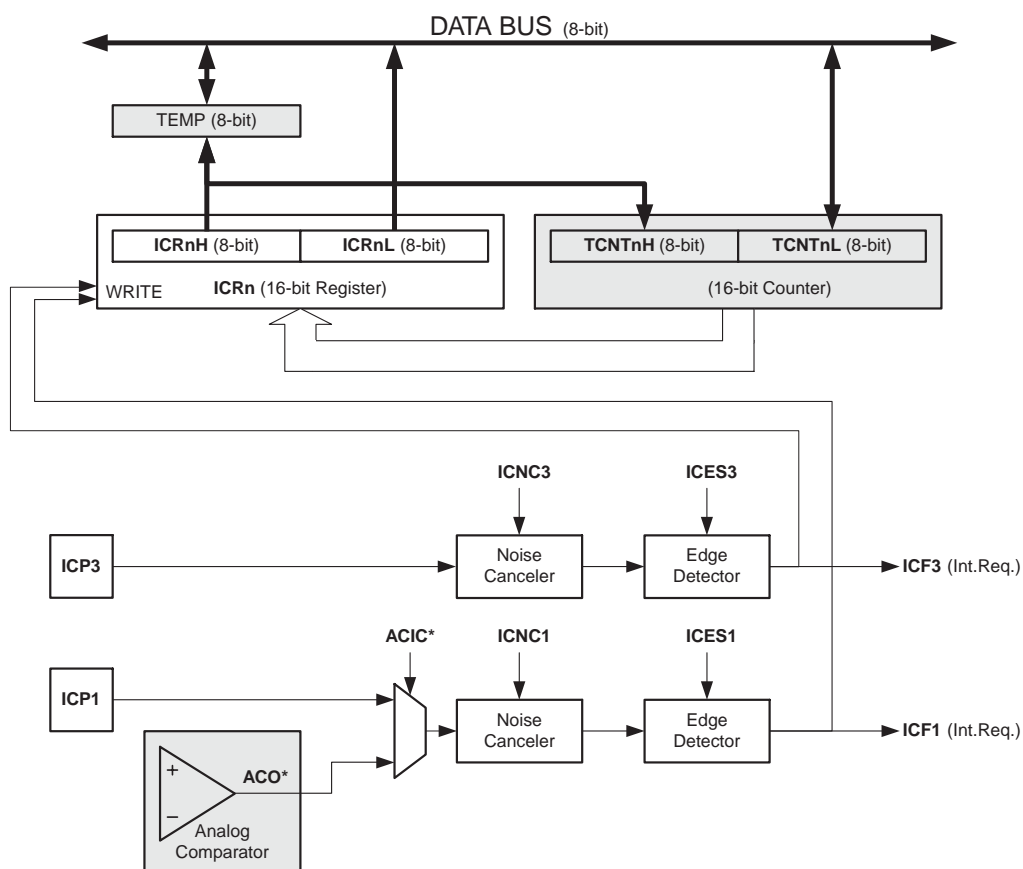 DATA BUS (8-bit)
TEMP (8-bit)
ICRnH (8-bit) ICRnL (8-bit) TCNTnH (8-bit) TCNTnL (8-bit)
WRITE ICRn (16-bit Register) (16-bit Counter)
ICNC3 ICES3
ICP3 Noise Canceler Edge Detector ICF3 (Int.Req.)
ACIC* ICNC1 ICES1
ICP1 Noise Canceler Edge Detector ICF1 (Int.Req.)
+
ACO*
−
Analog
Comparator